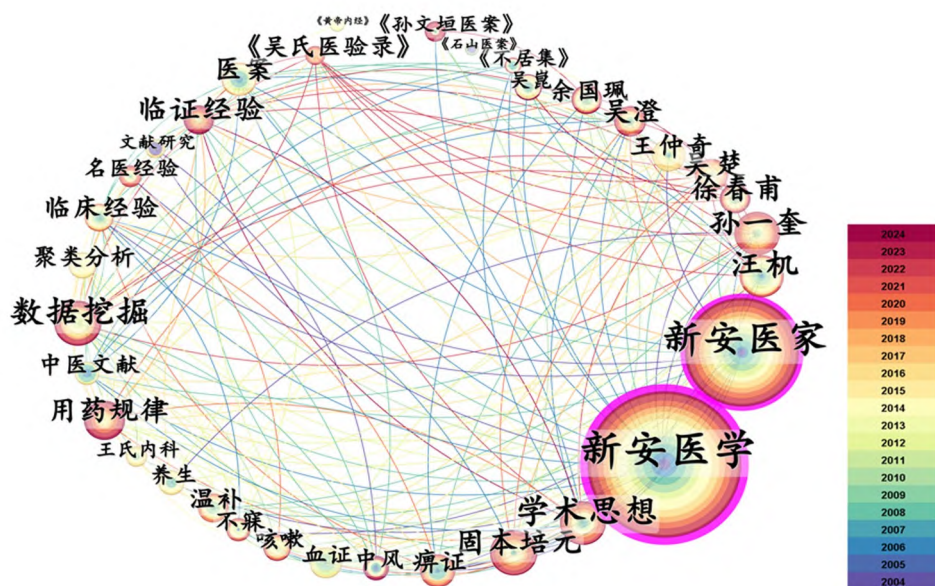 《黄帝内经》
《孙文垣医案》
《吴氏医验录》
《石山医案》
《不居集》
医案
吴崑
余国珮
临证经验
吴澄
文献研究
王仲奇
名医经验
吴楚
徐春甫
临床经验
孙一奎
聚类分析
汪机
数据挖掘
新安医家
中医文献
用药规律
王氏内科
新安医学
养生
温补
学术思想
不寐
咳嗽
固本培元
血证
中风
痹证
2024
2023
2022
2021
2020
2019
2018
2017
2016
2015
2014
2013
2012
2011
2010
2009
2008
2007
2006
2005
2004